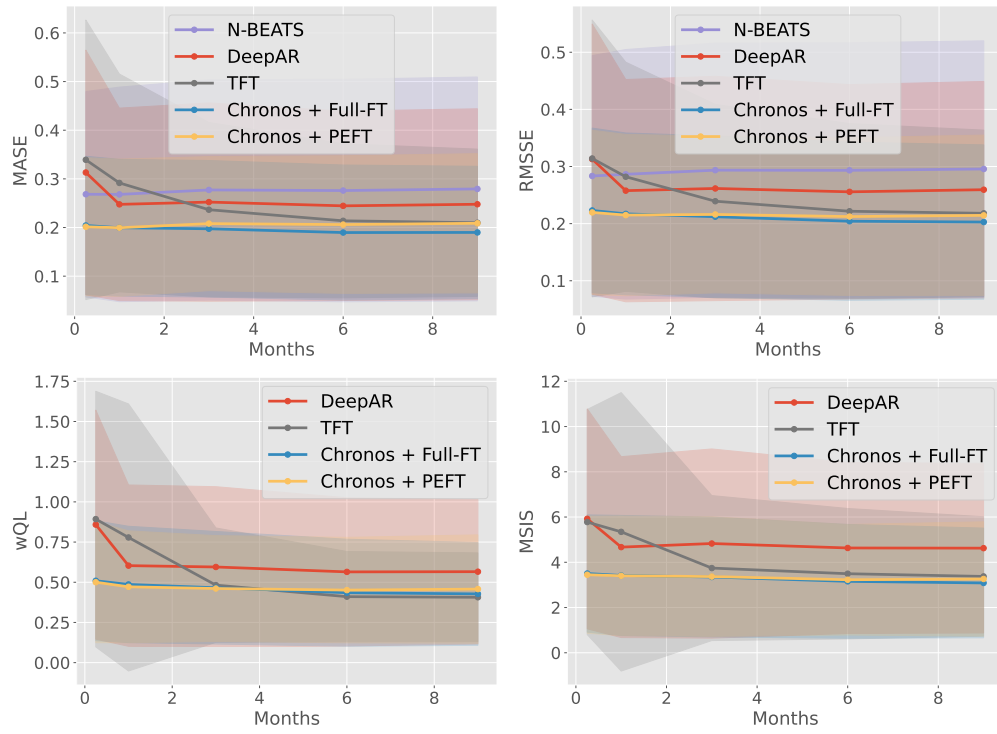 0.6
0.5
0.4
0.3
0.2
0.1
MASE
0 2 4 6 8
Months
N-BEATS
DeepAR
TFT
Chronos + Full-FT
Chronos + PEFT
0.5
0.4
0.3
0.2
0.1
RMSSE
0 2 4 6 8
Months
N-BEATS
DeepAR
TFT
Chronos + Full-FT
Chronos + PEFT
1.75
1.50
1.25
1.00
0.75
0.50
0.25
0.00
wQL
0 2 4 6 8
Months
DeepAR
TFT
Chronos + Full-FT
Chronos + PEFT
12
10
8
6
4
2
0
MSIS
0 2 4 6 8
Months
DeepAR
TFT
Chronos + Full-FT
Chronos + PEFT